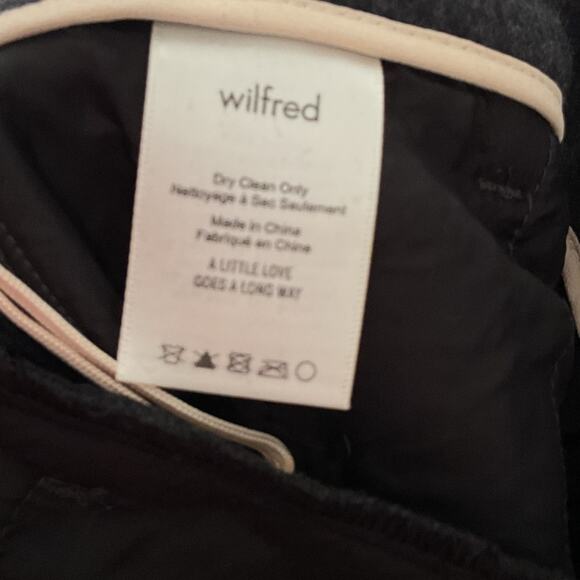 wilfred
Dry Clean Only
Nettoyage à Sec Seulement
Made in China
Fabriqué en Chine
A LITTLE LOVE
GOES A LONG WAY